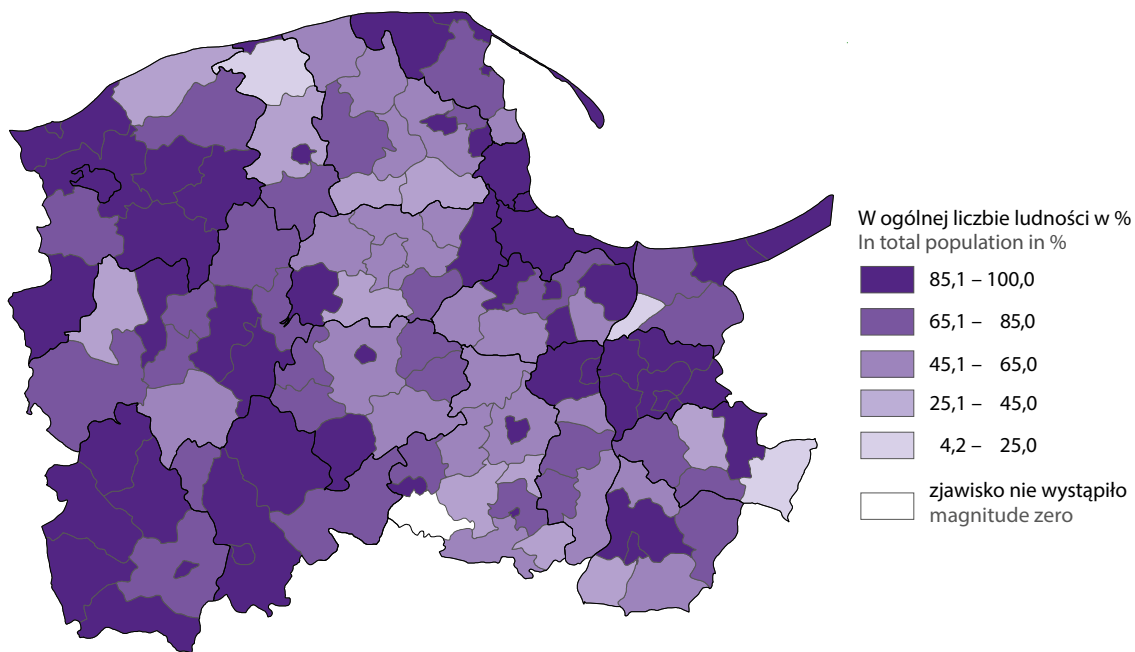 W ogólnej liczbie ludności w %
In total population in %
85,1 – 100,0
65,1 – 85,0
45,1 – 65,0
25,1 – 45,0
4,2 – 25,0
zjawisko nie wystąpiło
magnitude zero